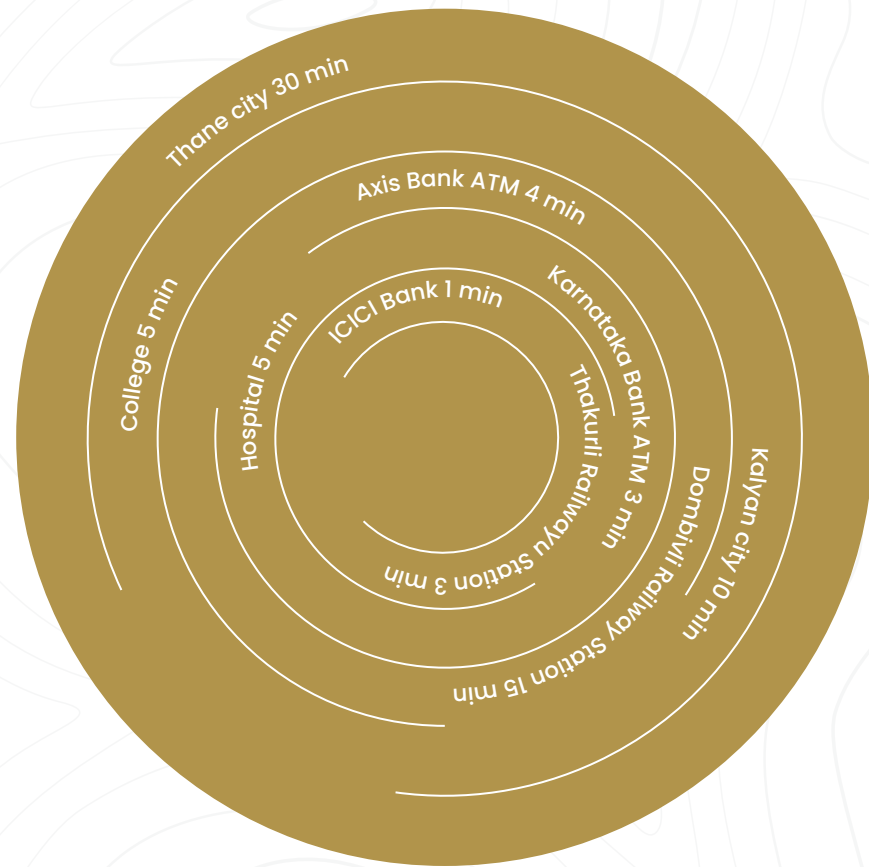 Thane city 30 min
Axis Bank ATM 4 min
College 5 min
Karnataka Bank ATM 3 min
ICICI Bank 1 min
Hospital 5 min
Thakurli Railwayu Station 3 min
Kalyan city 10 min
Dombivli Railway Station 15 min